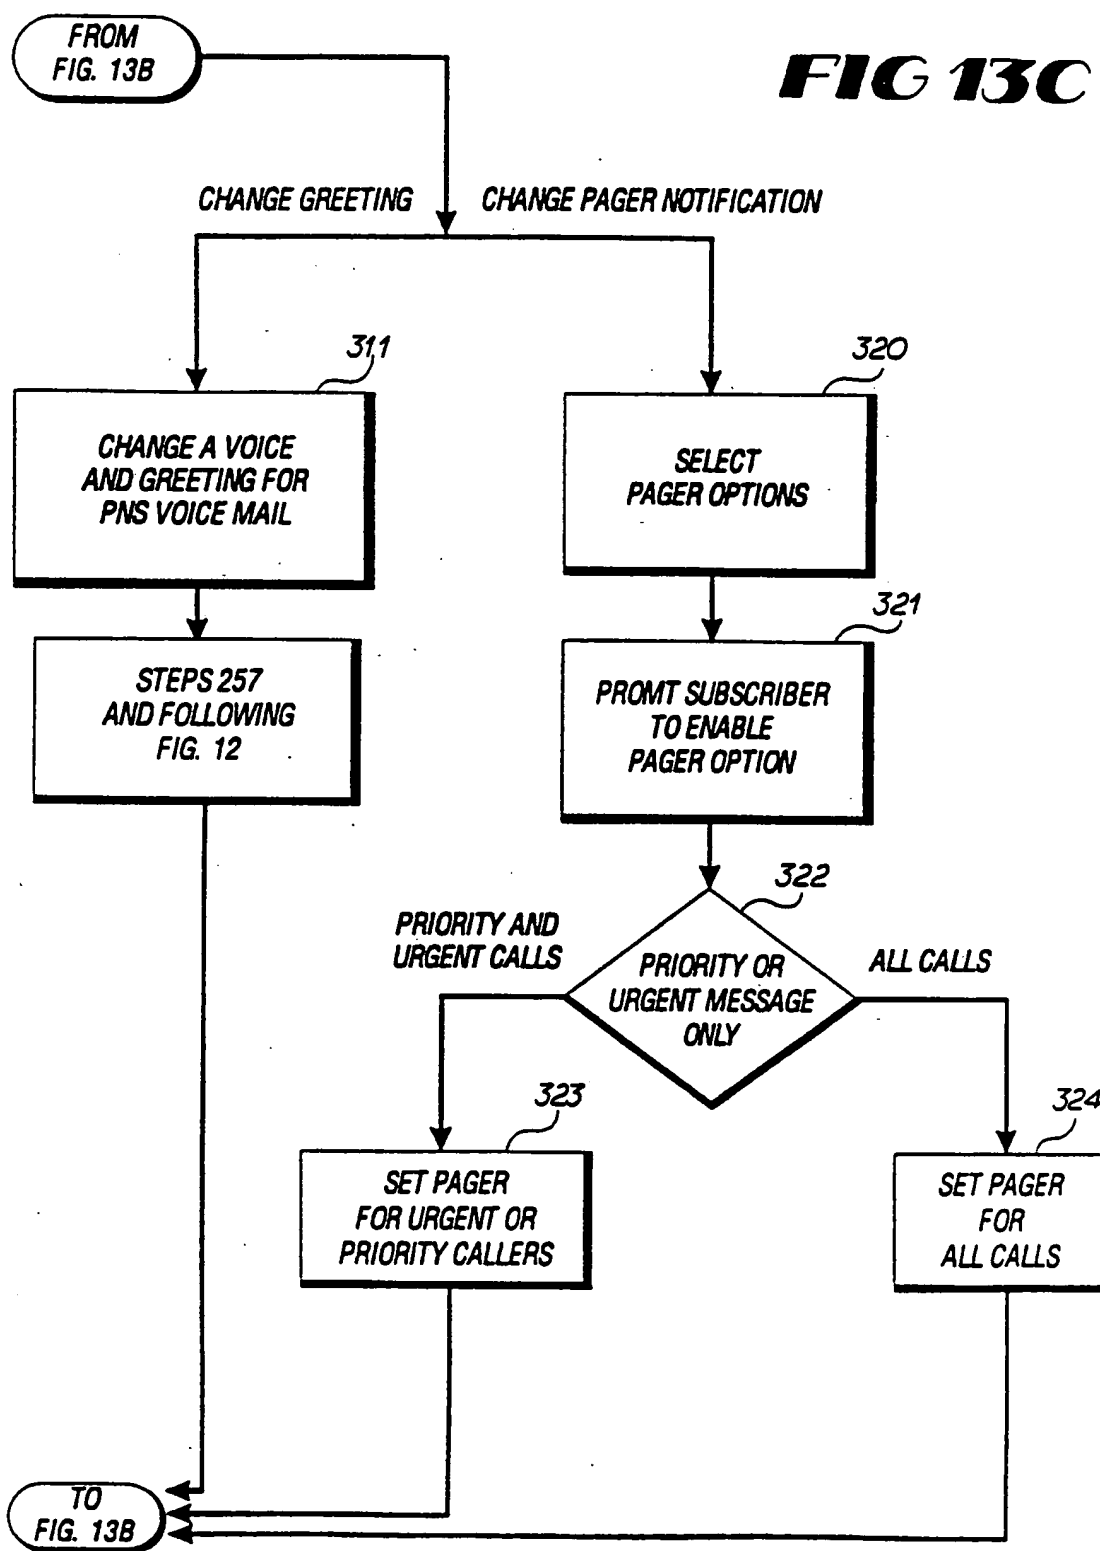 FROM
FIG. 13B
FIG 13C
CHANGE GREETING
CHANGE PAGER NOTIFICATION
311
320
CHANGE A VOICE
AND GREETING FOR
PNS VOICE MAIL
SELECT
PAGER OPTIONS
321
STEPS 257
AND FOLLOWING
FIG. 12
PROMT SUBSCRIBER
TO ENABLE
PAGER OPTION
322
PRIORITY AND
URGENT CALLS
PRIORITY OR
URGENT MESSAGE
ONLY
ALL CALLS
323
324
SET PAGER
FOR URGENT OR
PRIORITY CALLERS
SET PAGER
FOR
ALL CALLS
TO
FIG. 13B